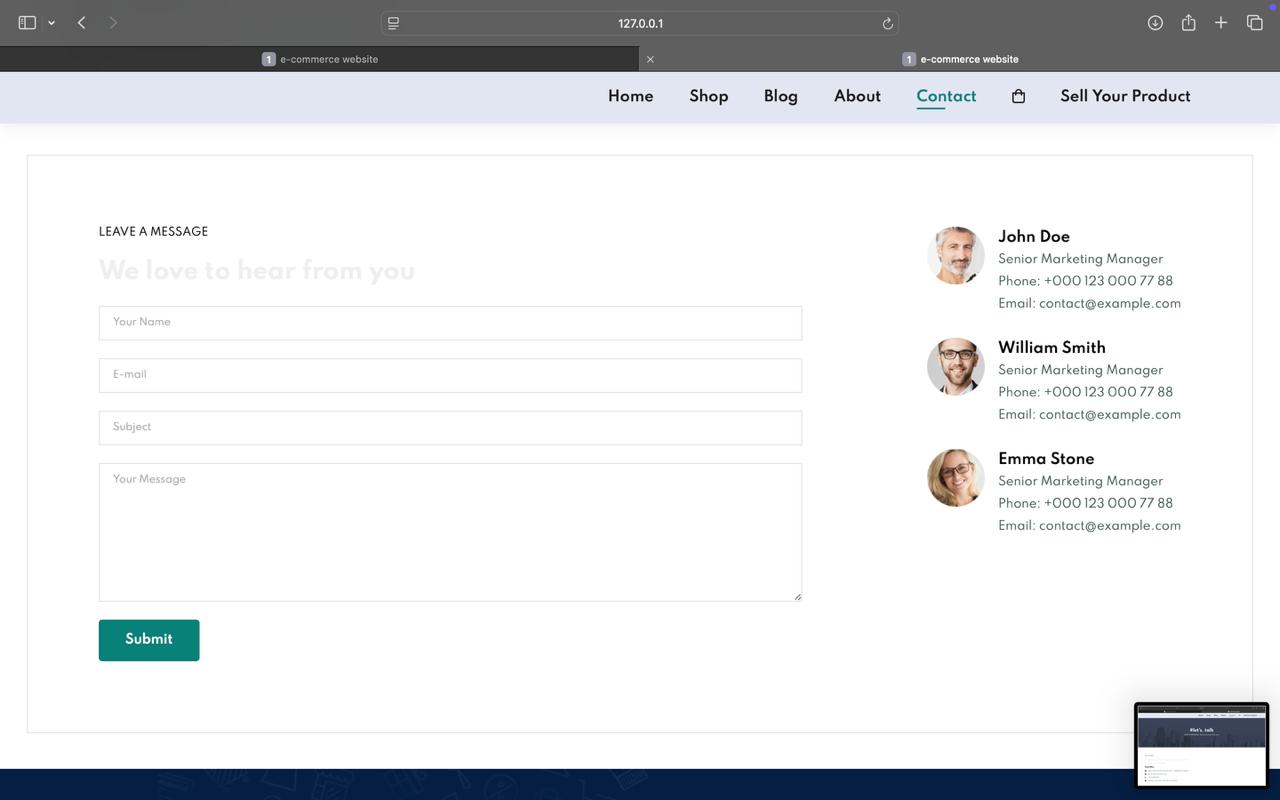 127.0.0.1
1 e-commerce website
1 e-commerce website
Home Shop Blog About Contact Sell Your Product
LEAVE A MESSAGE
We love to hear from you
Your Name
E-mail
Subject
Your Message
Submit
John Doe
Senior Marketing Manager
Phone: +000 123 000 77 88
Email: contact@example.com
William Smith
Senior Marketing Manager
Phone: +000 123 000 77 88
Email: contact@example.com
Emma Stone
Senior Marketing Manager
Phone: +000 123 000 77 88
Email: contact@example.com
#let's_talk